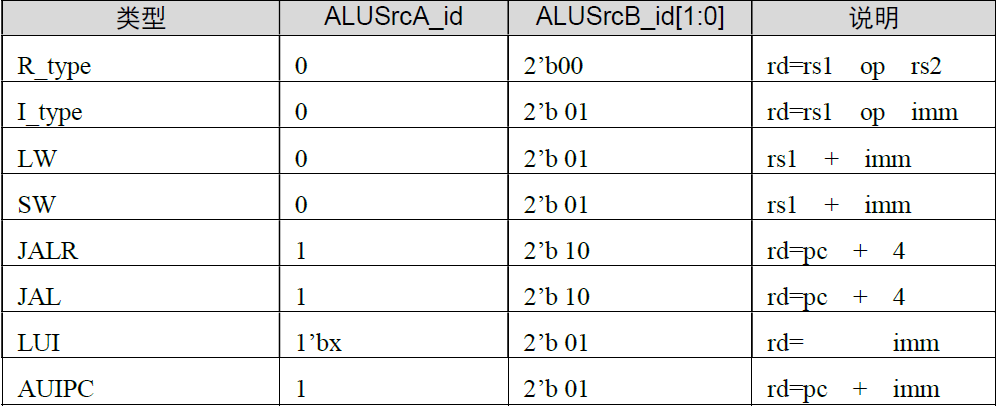 类型 ALUSrcA_id ALUSrcB_id[1:0] 说明
R_type 0 2’b00 rd=rs1 op rs2
I_type 0 2’b 01 rd=rs1 op imm
LW 0 2’b 01 rs1 + imm
SW 0 2’b 01 rs1 + imm
JALR 1 2’b 10 rd=pc + 4
JAL 1 2’b 10 rd=pc + 4
LUI 1’bx 2’b 01 rd= imm
AUIPC 1 2’b 01 rd=pc + imm